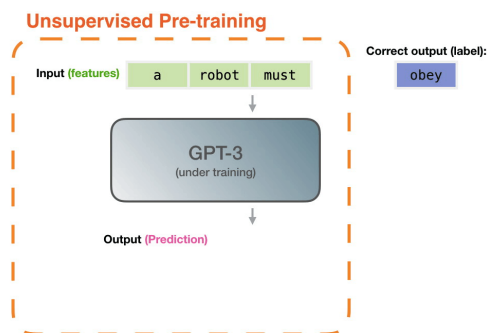 Unsupervised Pre-training
Correct output (label):
Input (features)
a robot must
obey
GPT-3
(under training)
Output (Prediction)